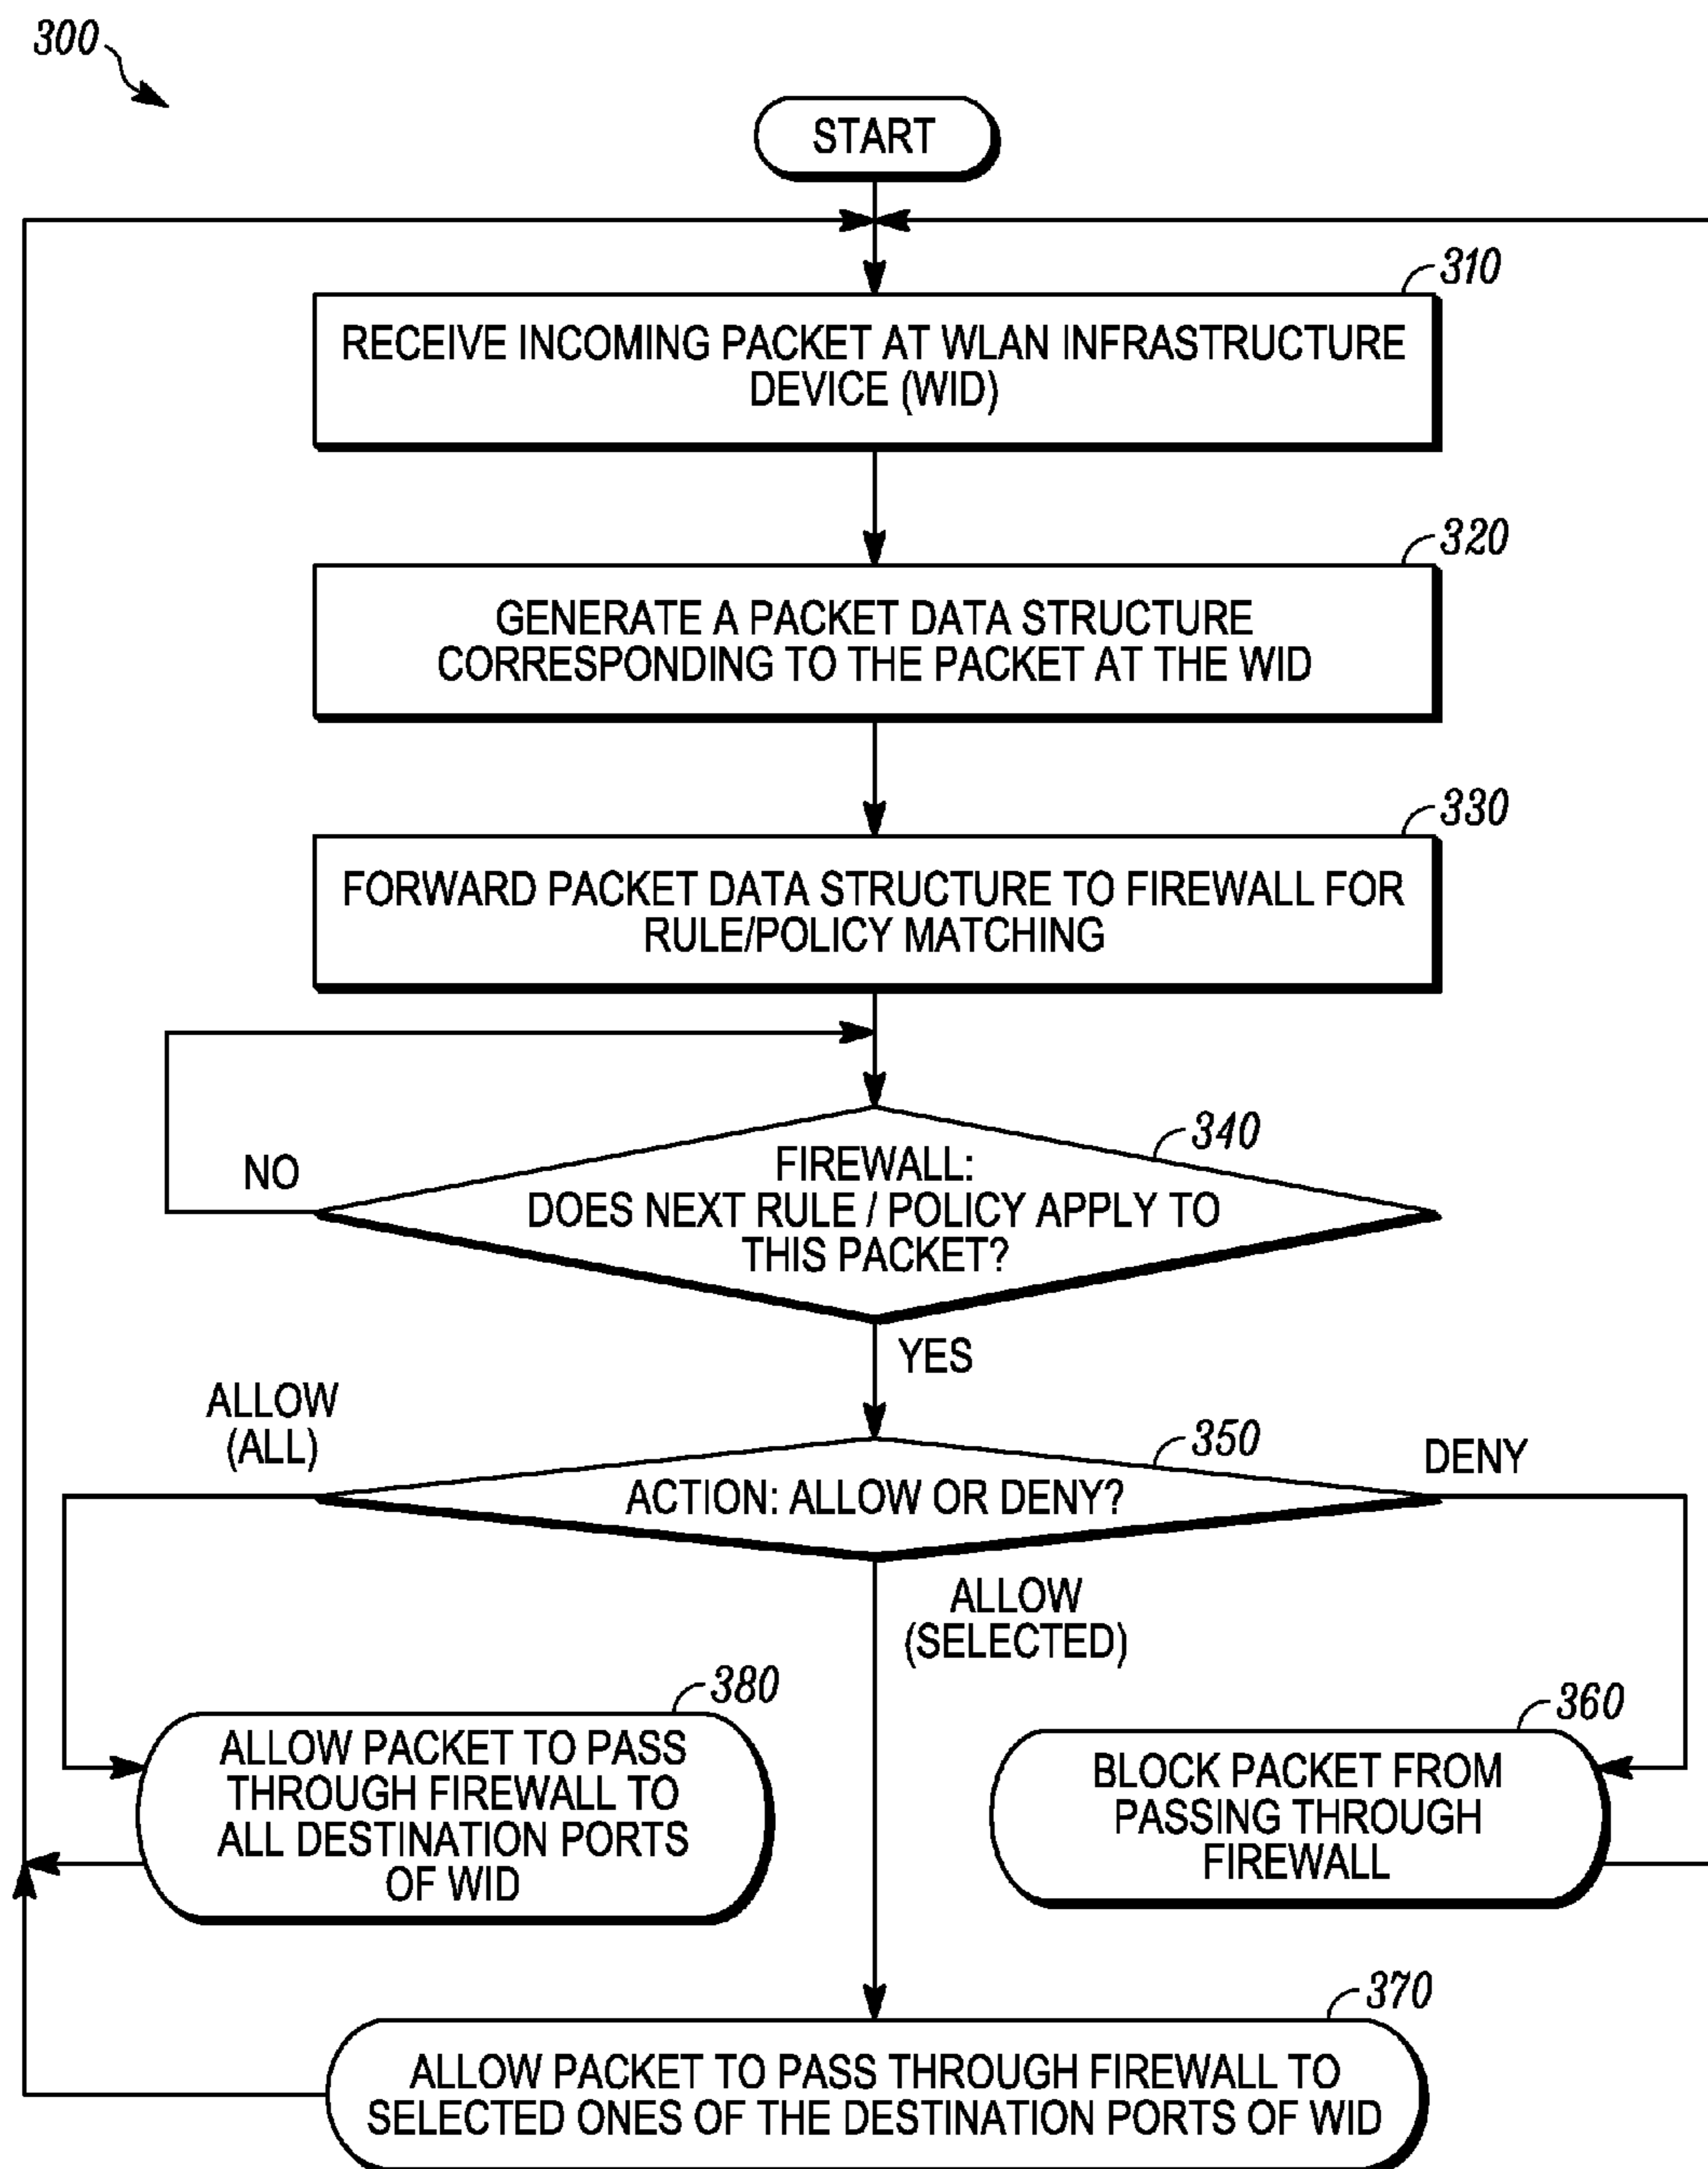 300
START
310
RECEIVE INCOMING PACKET AT WLAN INFRASTRUCTURE
DEVICE (WID)
320
GENERATE A PACKET DATA STRUCTURE
CORRESPONDING TO THE PACKET AT THE WID
330
FORWARD PACKET DATA STRUCTURE TO FIREWALL FOR
RULE/POLICY MATCHING
340
FIREWALL:
DOES NEXT RULE / POLICY APPLY TO
THIS PACKET?
NO
YES
ALLOW
(ALL)
350
DENY
ACTION: ALLOW OR DENY?
ALLOW
(SELECTED)
380
ALLOW PACKET TO PASS
THROUGH FIREWALL TO
ALL DESTINATION PORTS
OF WID
360
BLOCK PACKET FROM
PASSING THROUGH
FIREWALL
370
ALLOW PACKET TO PASS THROUGH FIREWALL TO
SELECTED ONES OF THE DESTINATION PORTS OF WID